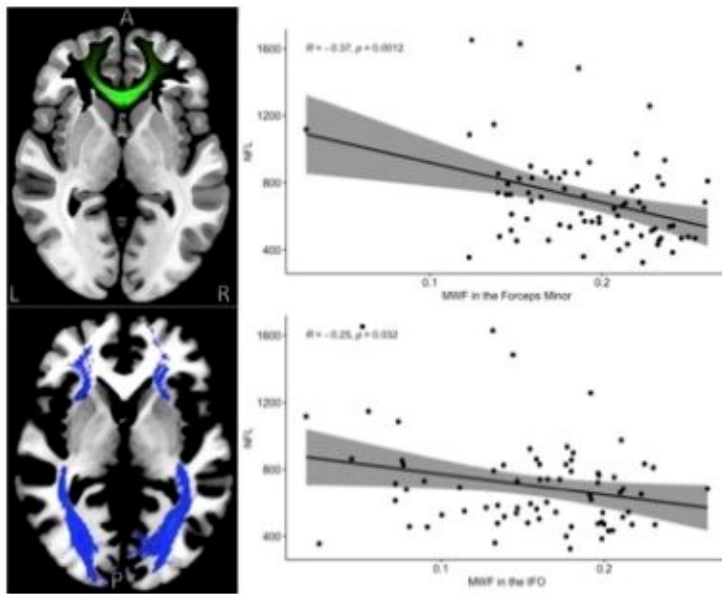 A
L
R
P
1600
R = -0.37, p = 0.0012
1200
NFL
800
400
0.1
0.2
MWF in the Forceps Minor
1600
R = -0.25, p = 0.032
1200
NFL
800
400
0.1
0.2
MWF in the IFO